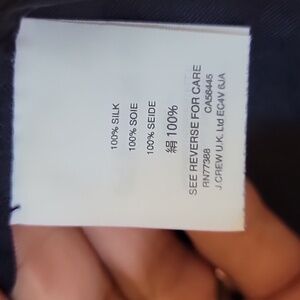 100% SILK
100% SOIE
100% SEIDE
絹 100%
SEE REVERSE FOR CARE
RN77388 CA56445
J.CREW U.K. Ltd EC4V 6JA